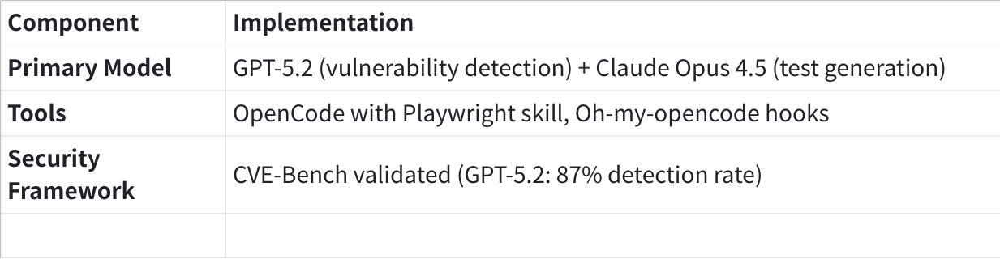 Component Implementation
Primary Model GPT-5.2 (vulnerability detection) + Claude Opus 4.5 (test generation)
Tools OpenCode with Playwright skill, Oh-my-opencode hooks
Security
Framework
CVE-Bench validated (GPT-5.2: 87% detection rate)